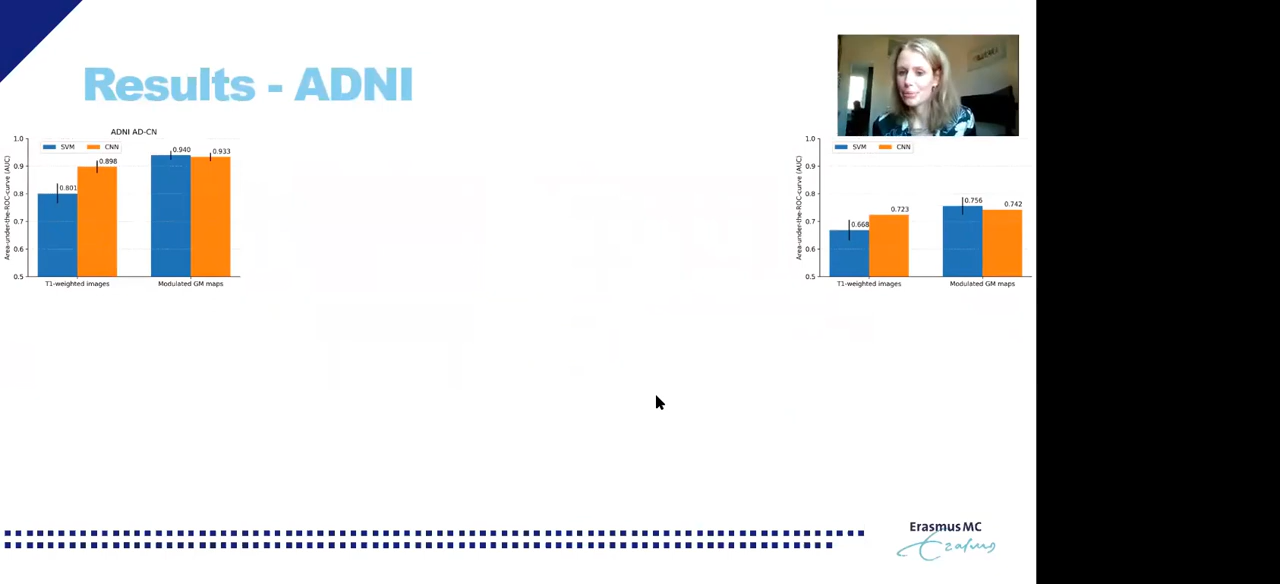 Results - ADNI
ADNI AD-CN
SVM CNN
Area-under-the-ROC-curve (AUC)
1.0
0.9
0.8
0.7
0.6
0.5
0.801
0.898
0.940
0.933
T1-weighted images
Modulated GM maps
SVM CNN
Area-under-the-ROC-curve (AUC)
1.0
0.9
0.8
0.7
0.6
0.5
0.668
0.723
0.756
0.742
T1-weighted images
Modulated GM maps
Erasmus MC
Erasmus